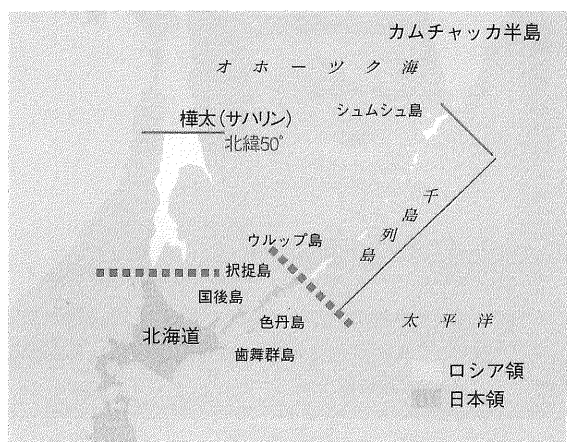 カムチャッカ半島
オホーツク海
シュムシュ島
樺太(サハリン)
北緯50°
千島列島
ウルップ島
択捉島
国後島
色丹島
太平洋
北海道
歯舞群島
ロシア領
日本領